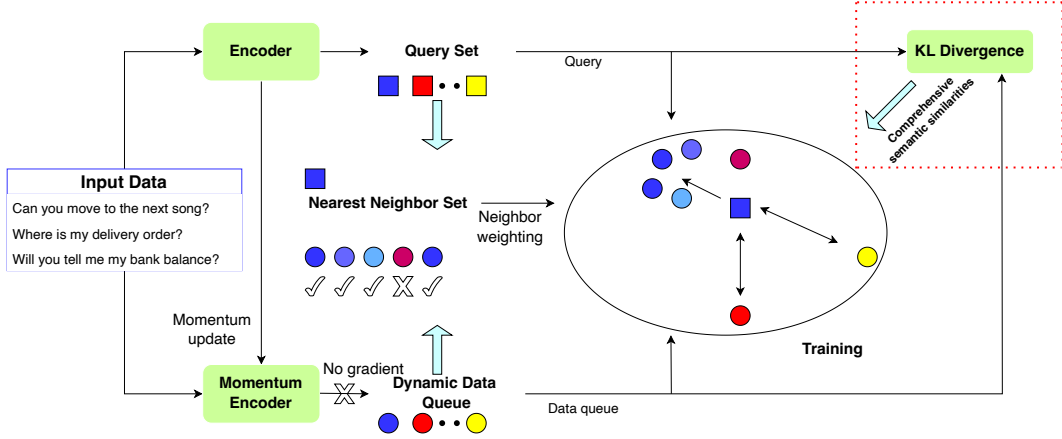 Encoder
Query Set
KL Divergence
Query
Comprehensive
semantic similarities
Input Data
Can you move to the next song?
Where is my delivery order?
Will you tell me my bank balance?
Nearest Neighbor Set
Neighbor
weighting
Momentum
update
Training
No gradient
Momentum
Encoder
Dynamic Data
Queue
Data queue